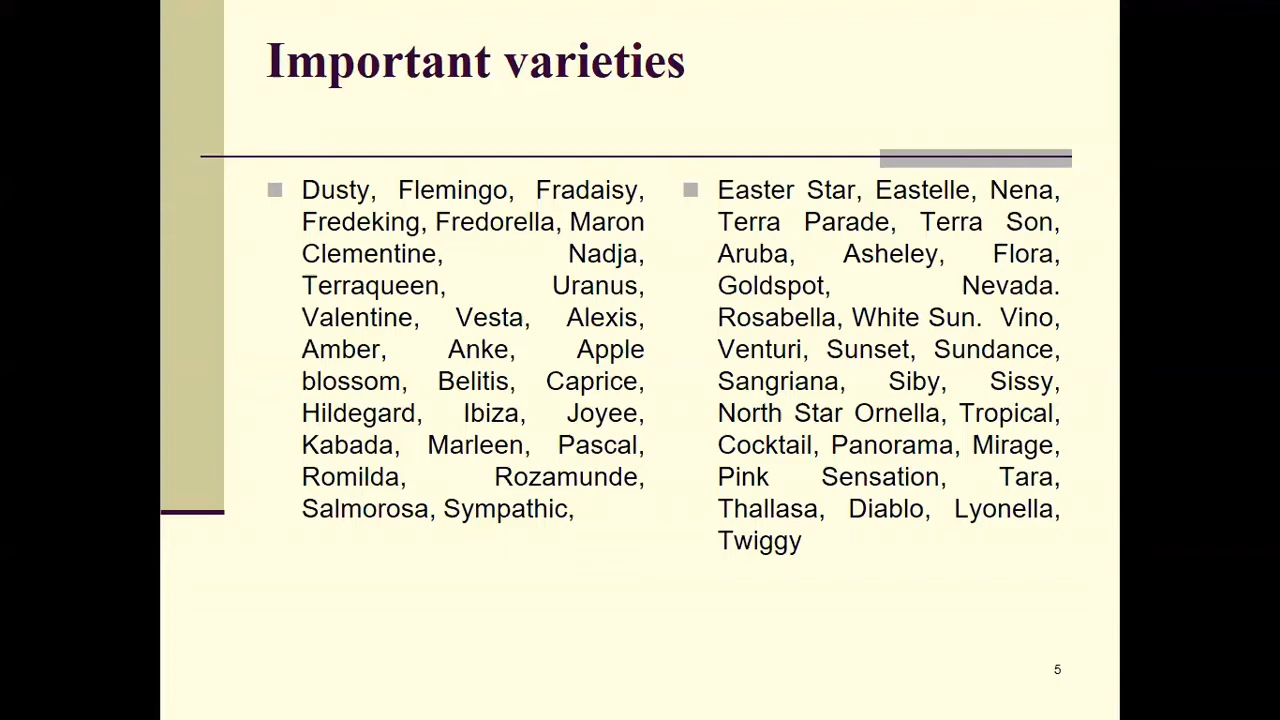 Important varieties
Dusty, Flemingo, Fradaisy,
Fredeking, Fredorella, Maron
Clementine, Nadja,
Terraqueen, Uranus,
Valentine, Vesta, Alexis,
Amber, Anke, Apple
blossom, Belitis, Caprice,
Hildegard, Ibiza, Joyee,
Kabada, Marleen, Pascal,
Romilda, Rozamunde,
Salmorosa, Sympathic,
Easter Star, Eastelle, Nena,
Terra Parade, Terra Son,
Aruba, Asheley, Flora,
Goldspot, Nevada.
Rosabella, White Sun. Vino,
Venturi, Sunset, Sundance,
Sangriana, Siby, Sissy,
North Star Ornella, Tropical,
Cocktail, Panorama, Mirage,
Pink Sensation, Tara,
Thallasa, Diablo, Lyonella,
Twiggy
5